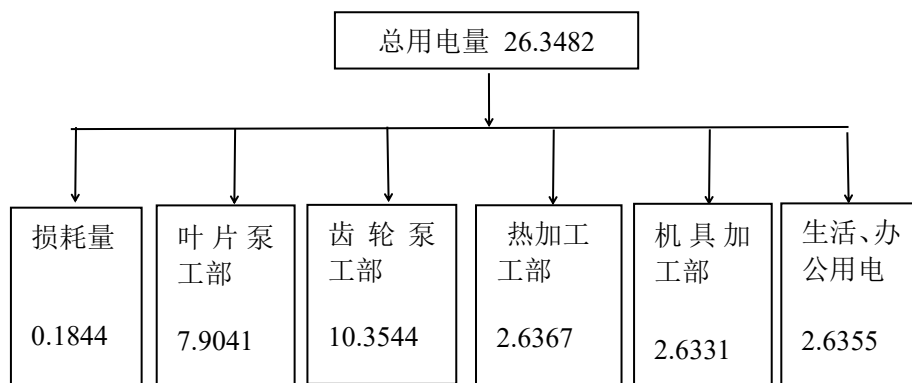 总用电量 26.3482
损耗量
0.1844
叶片泵
工部
7.9041
齿轮泵
工部
10.3544
热加工
工部
2.6367
机具加
工部
2.6331
生活、办
公用电
2.6355